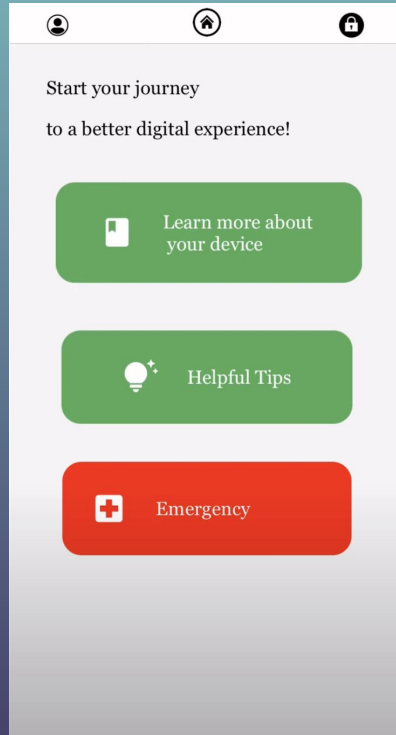 Start your journey
to a better digital experience!
Learn more about
your device
Helpful Tips
Emergency